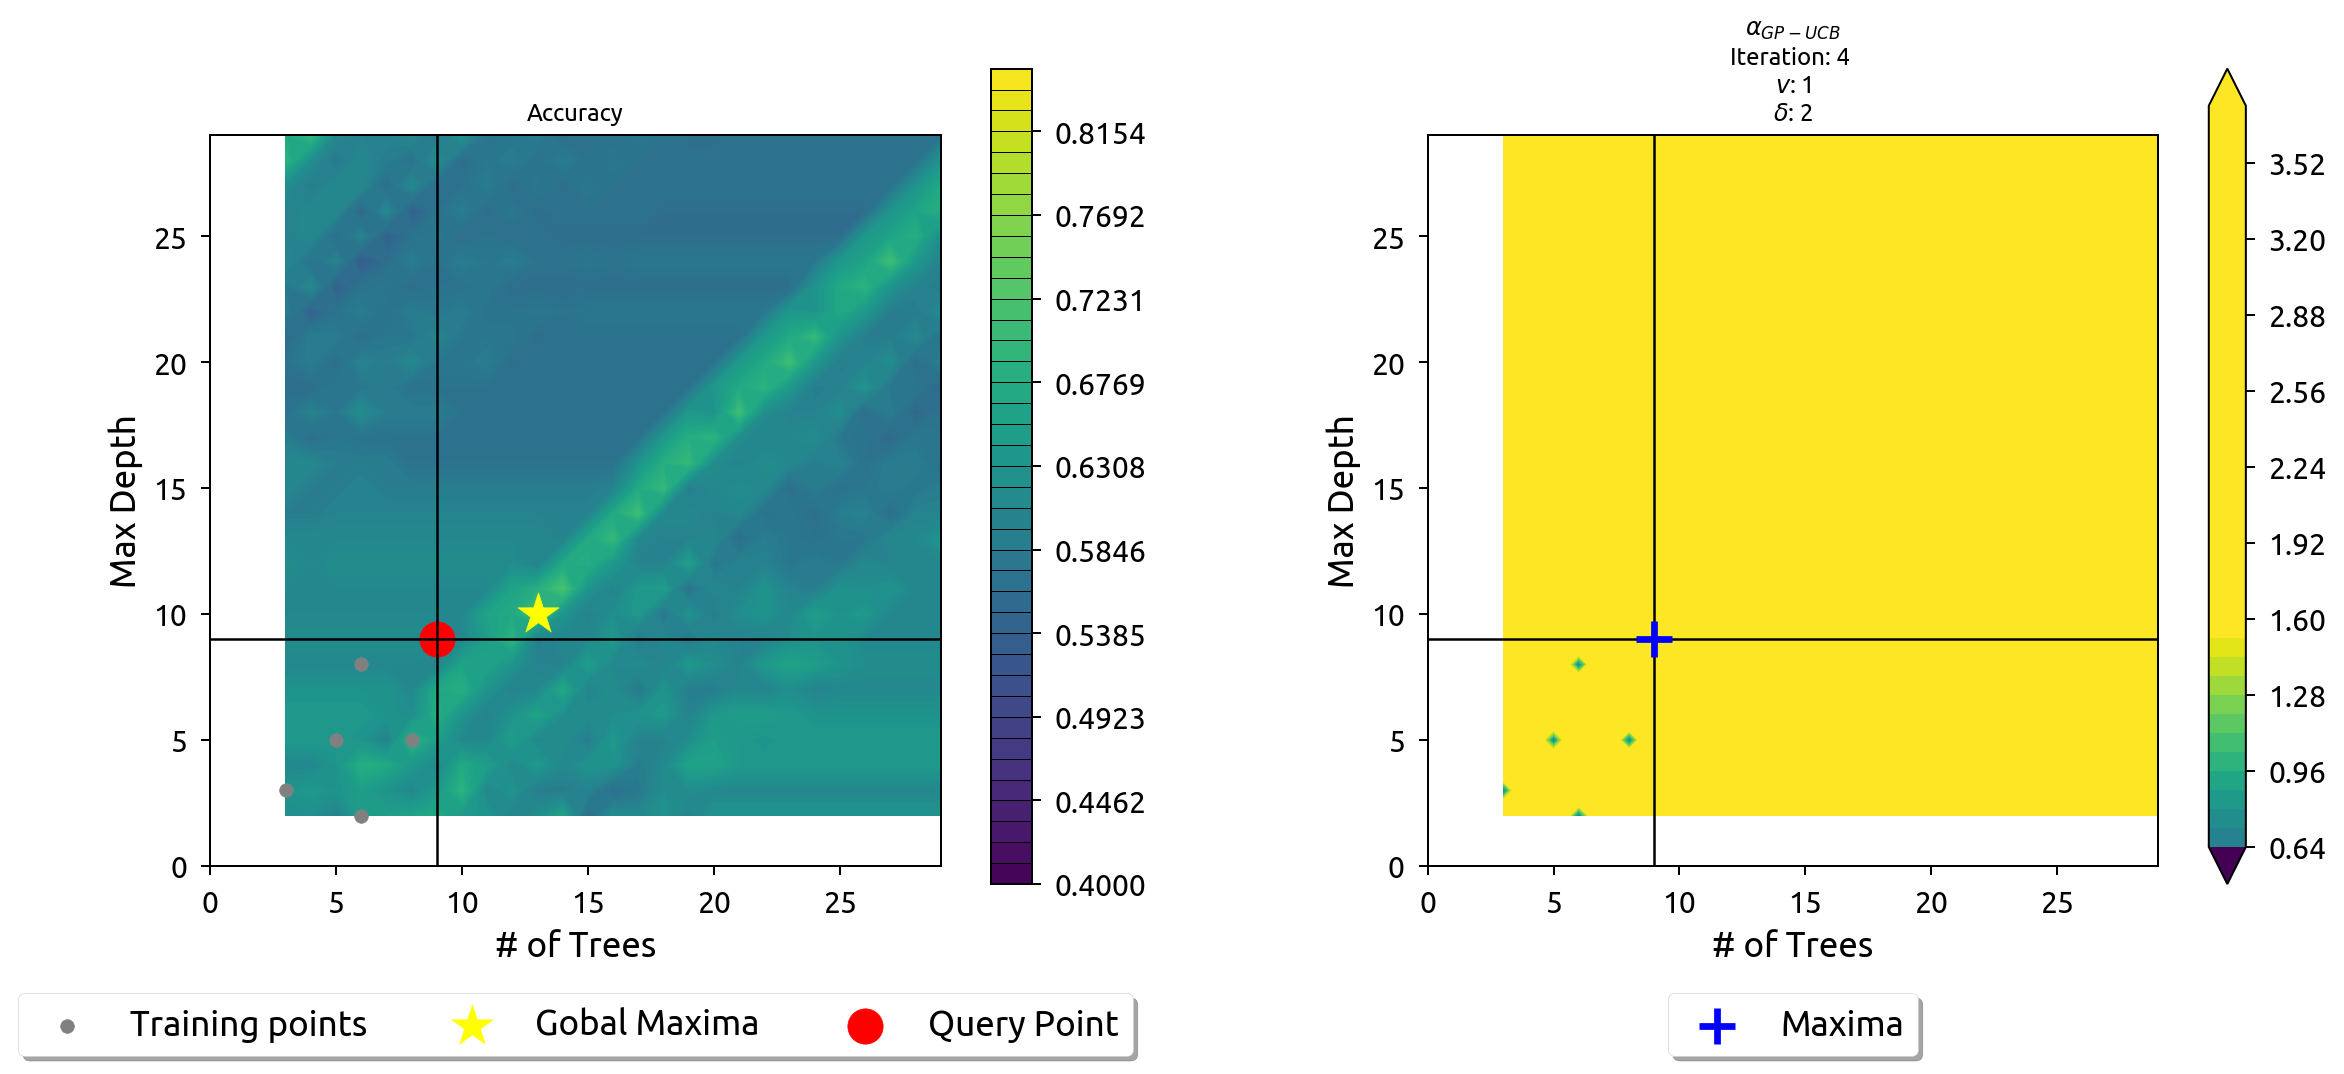 Accuracy
Max Depth
25
20
15
10
5
0
0 5 10 15 20 25
# of Trees
0.8154
0.7692
0.7231
0.6769
0.6308
0.5846
0.5385
0.4923
0.4462
0.4000
Training points Gobal Maxima Query Point
αGP − UCB
Iteration: 4
ν: 1
δ: 2
Max Depth
25
20
15
10
5
0
0 5 10 15 20 25
# of Trees
3.52
3.20
2.88
2.56
2.24
1.92
1.60
1.28
0.96
0.64
Maxima